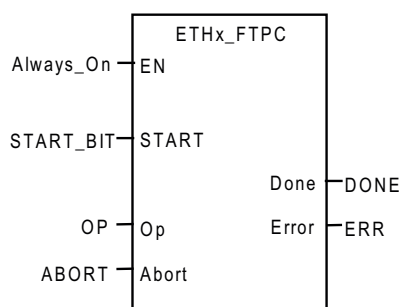 ETHx_FTPC
Always_On EN
START_BIT START
Done DONE
OP Op Error ERR
ABORT Abort